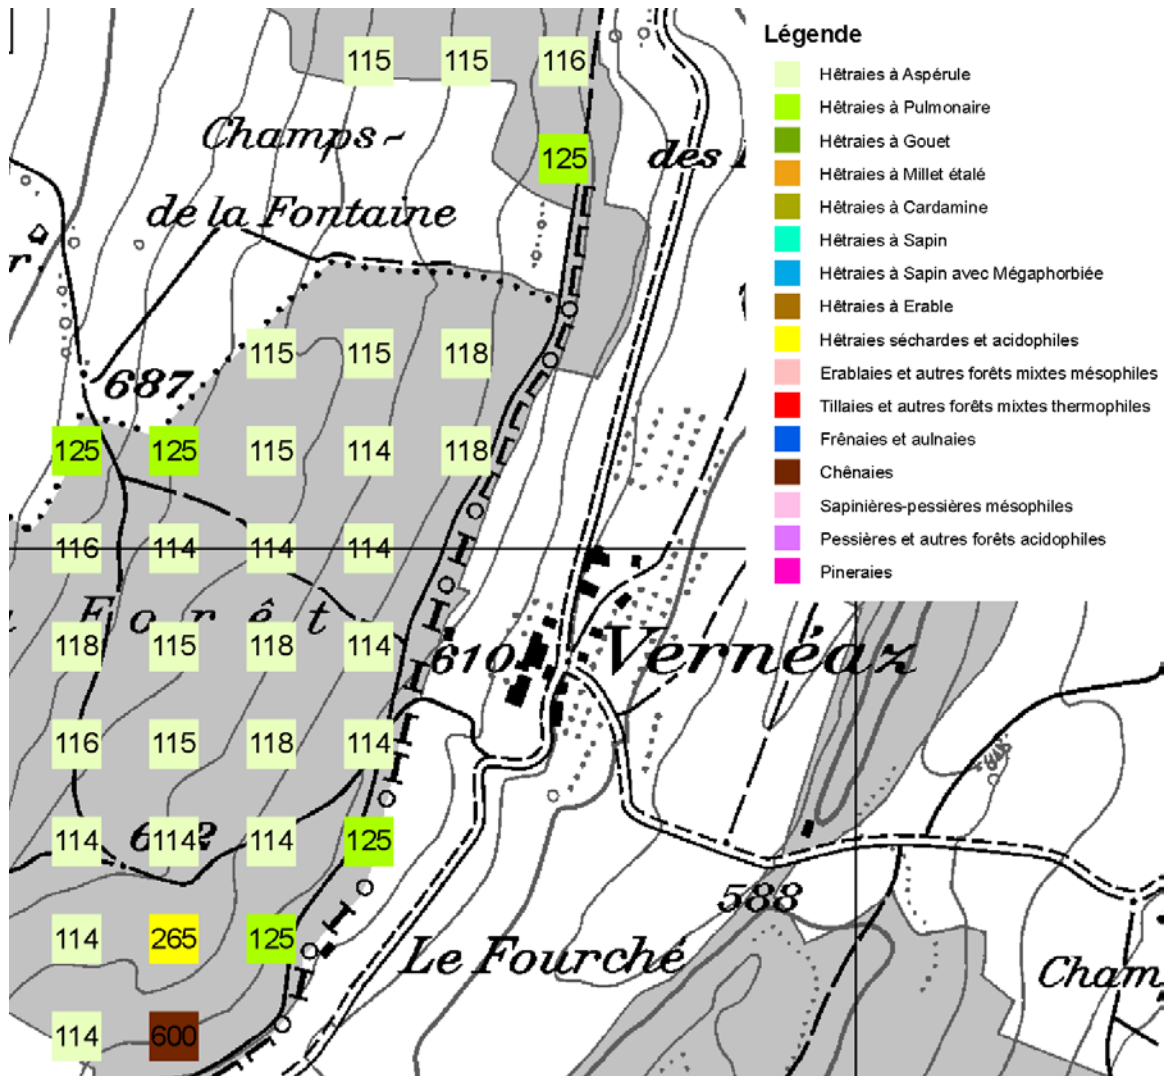 Légende
Hêtraies à Aspérule
Hêtraies à Pulmonaire
Hêtraies à Gouet
Hêtraies à Millet étalé
Hêtraies à Cardamine
Hêtraies à Sapin
Hêtraies à Sapin avec Mégaphorbiée
Hêtraies à Erable
Hêtraies séchardes et acidophiles
Erablaies et autres forêts mixtes mésophiles
Tillaies et autres forêts mixtes thermophiles
Frênaies et aulnaies
Chênaies
Sapinières-pessières mésophiles
Pessières et autres forêts acidophiles
Pineraies
115 115 116
Champs-
125
des
de la Fontaine
r
115 115 118
687
125 125 115 114 118
116 114 114 114
Forêt
118 115 118 114
610 Vernéaz
116 115 118 114
114 114 114 125
588
114 265 125
Le Fourché
Cham
114 600